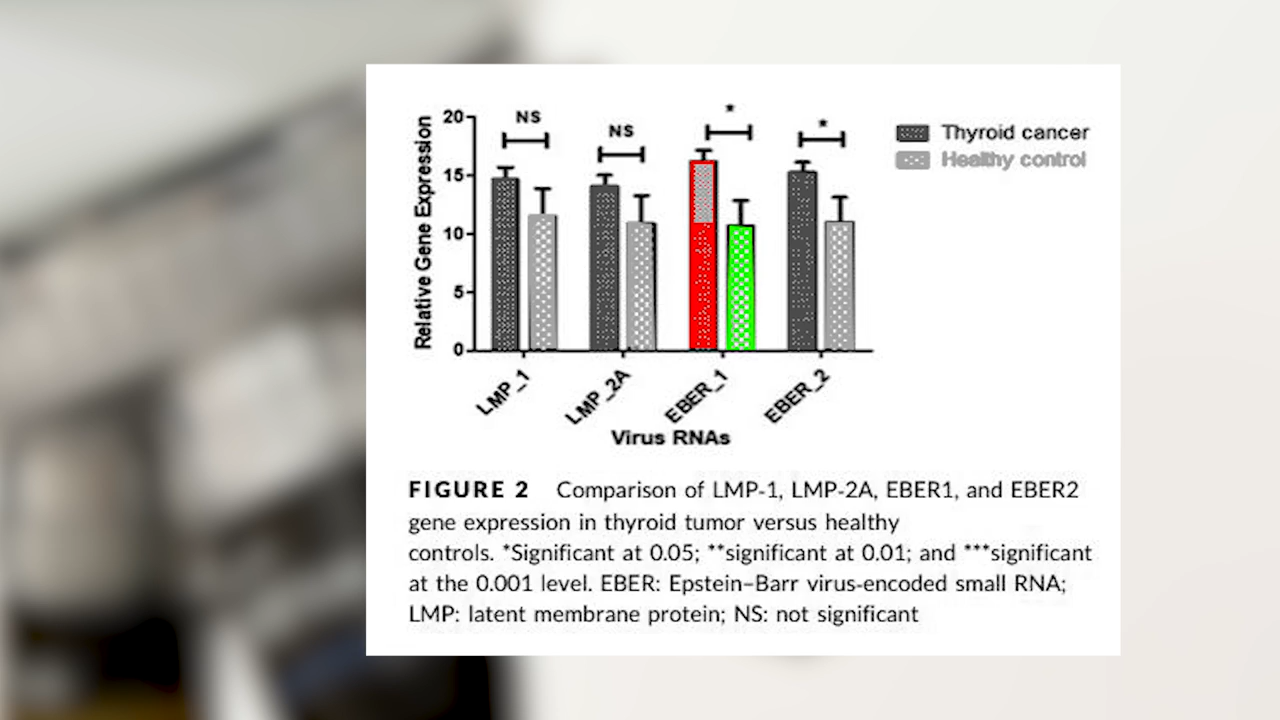 20
15
10
5
0
Relative Gene Expression
NS
NS
*
*
Thyroid cancer
Healthy control
LMP_1
LMP_2A
EBER_1
EBER_2
Virus RNAs
FIGURE 2 Comparison of LMP-1, LMP-2A, EBER1, and EBER2
gene expression in thyroid tumor versus healthy
controls. *Significant at 0.05; **significant at 0.01; and ***significant
at the 0.001 level. EBER: Epstein–Barr virus-encoded small RNA;
LMP: latent membrane protein; NS: not significant